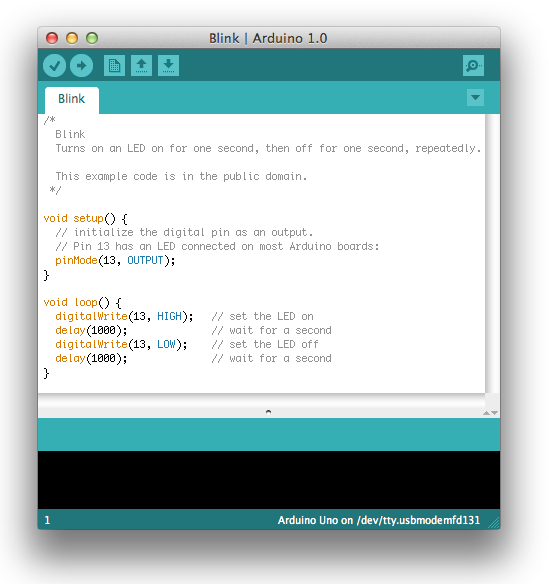 Blink | Arduino 1.0
Blink
/*
  Blink
  Turns on an LED on for one second, then off for one second, repeatedly.

  This example code is in the public domain.
 */

void setup() {
  // initialize the digital pin as an output.
  // Pin 13 has an LED connected on most Arduino boards:
  pinMode(13, OUTPUT);
}

void loop() {
  digitalWrite(13, HIGH);   // set the LED on
  delay(1000);              // wait for a second
  digitalWrite(13, LOW);    // set the LED off
  delay(1000);              // wait for a second
}
1
Arduino Uno on /dev/tty.usbmodemfd131